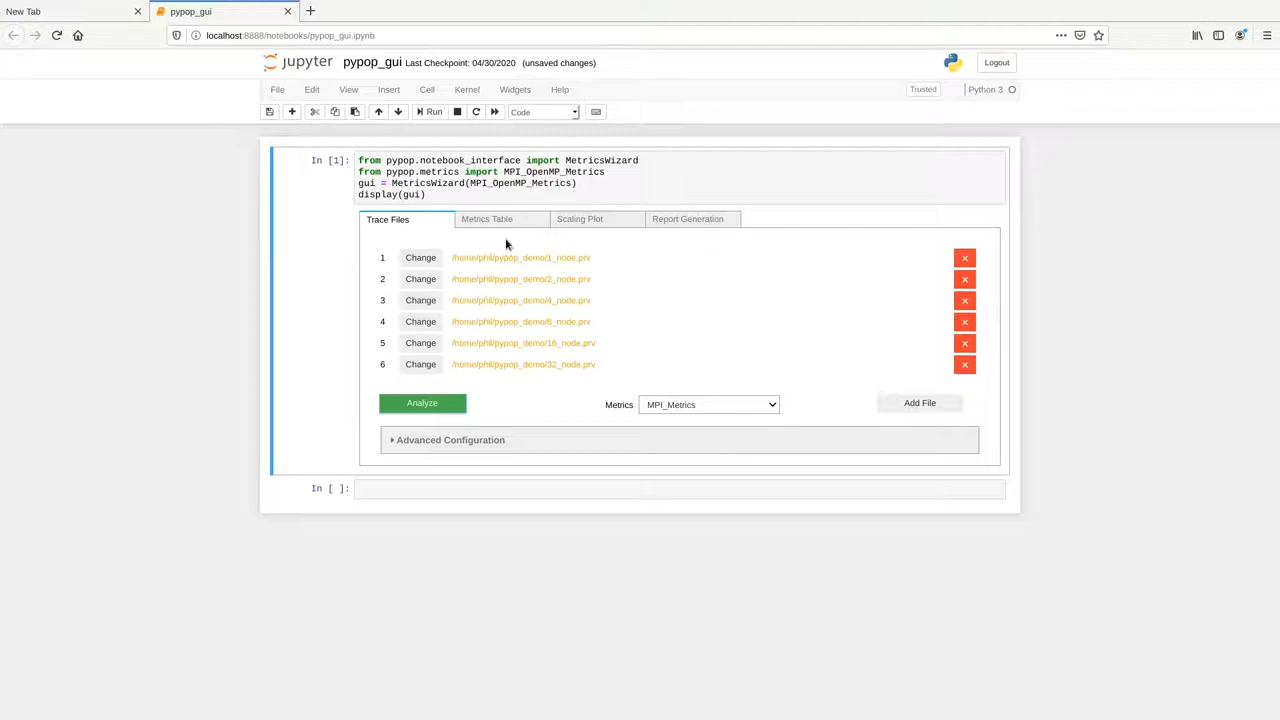 New Tab × pypop_gui × +
localhost:8888/notebooks/pypop_gui.ipynb
jupyter pypop_gui Last Checkpoint: 04/30/2020 (unsaved changes) Logout
File Edit View Insert Cell Kernel Widgets Help Trusted Python 3
Run Code
In [1]: from pypop.notebook_interface import MetricsWizard
from pypop.metrics import MPI_OpenMP_Metrics
gui = MetricsWizard(MPI_OpenMP_Metrics)
display(gui)
Trace Files Metrics Table Scaling Plot Report Generation
1 Change /home/phil/pypop_demo/1_node.prv ×
2 Change /home/phil/pypop_demo/2_node.prv ×
3 Change /home/phil/pypop_demo/4_node.prv ×
4 Change /home/phil/pypop_demo/8_node.prv ×
5 Change /home/phil/pypop_demo/16_node.prv ×
6 Change /home/phil/pypop_demo/32_node.prv ×
Analyze Metrics MPI_Metrics Add File
Advanced Configuration
In [ ]: